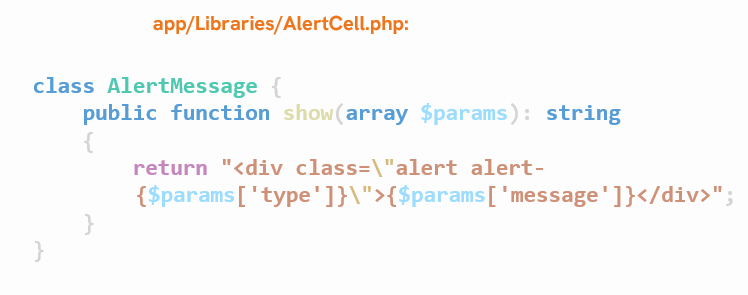 app/Libraries/AlertCell.php:
class AlertMessage {
    public function show(array $params): string
    {
        return "<div class=\"alert alert-
        {$params['type']}\">{$params['message']}</div>";
    }
}